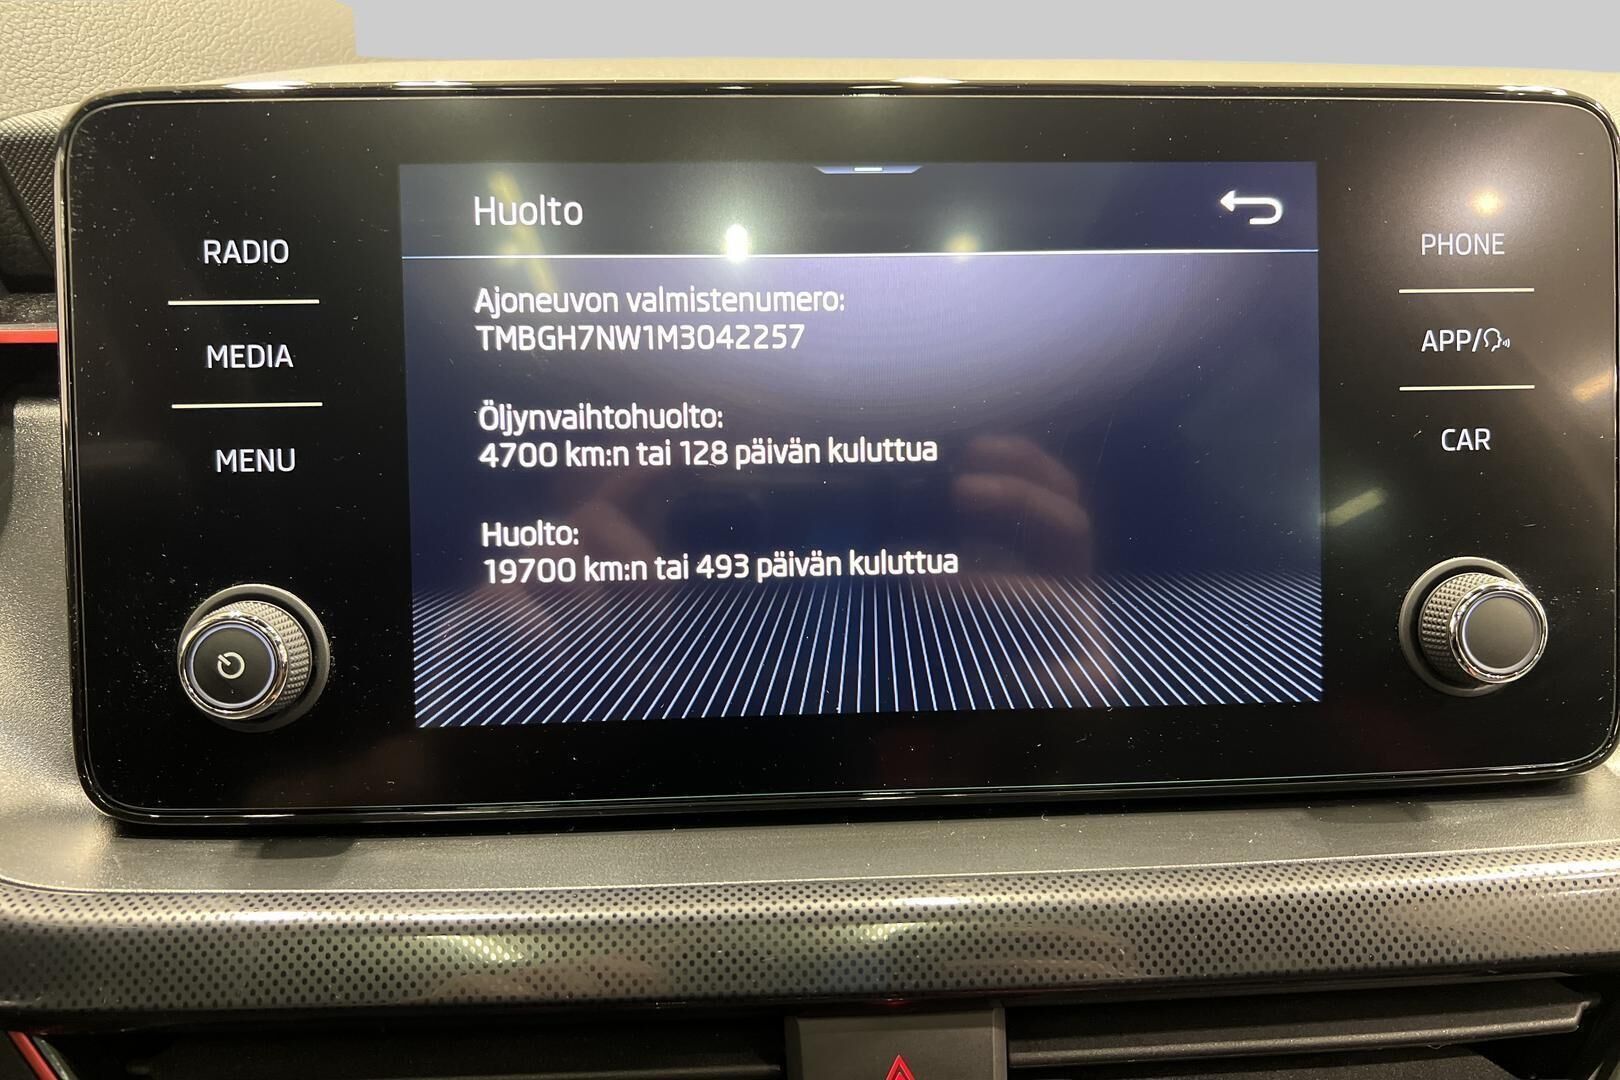 Huolto
Ajoneuvon valmistenumero:
TMBGH7NW1M3042257
Öljynvaihtohuolto:
4700 km:n tai 128 päivän kuluttua
Huolto:
19700 km:n tai 493 päivän kuluttua
RADIO
MEDIA
MENU
PHONE
APP/
CAR